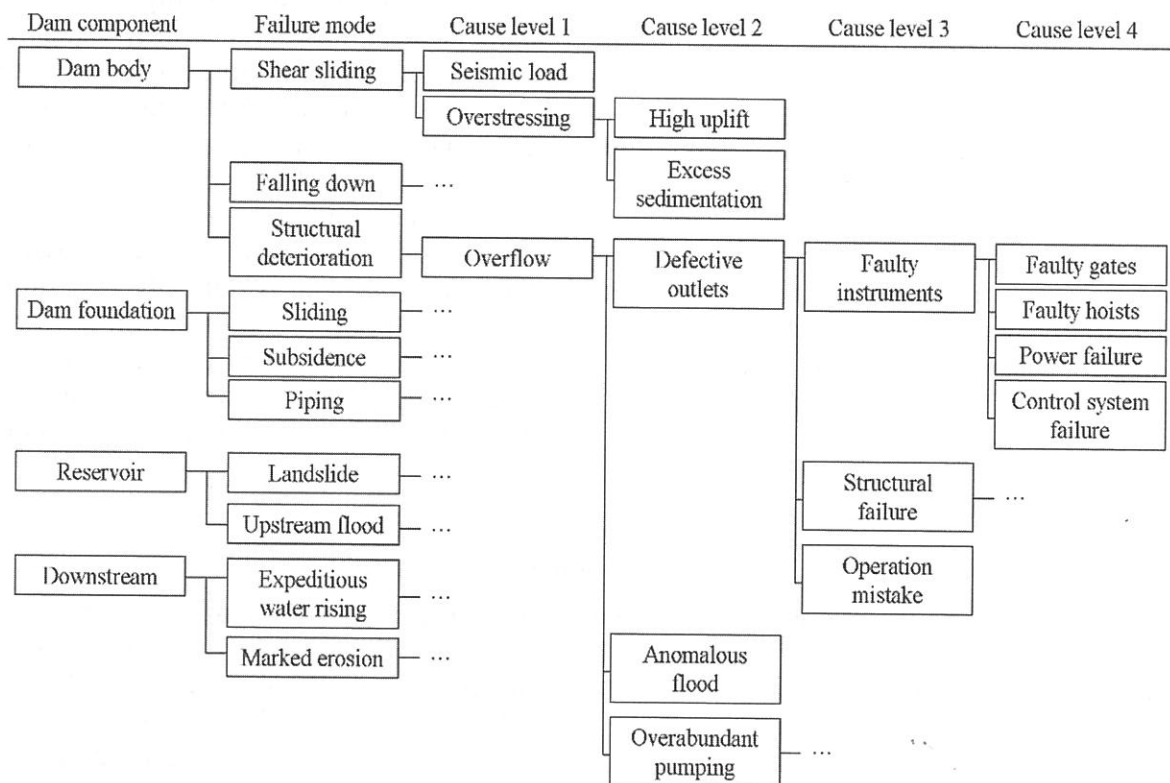 Dam component Failure mode Cause level 1 Cause level 2 Cause level 3 Cause level 4
Dam body Shear sliding Seismic load
Overstressing High uplift
Falling down ... Excess
sedimentation
Structural
deterioration Overflow Defective
outlets Faulty
instruments Faulty gates
Dam foundation Sliding ... Faulty hoists
Subsidence ... Power failure
Piping ... Control system
failure
Reservoir Landslide ... Structural
failure ...
Upstream flood ...
Downstream Expeditious
water rising ... Operation
mistake
Marked erosion ... Anomalous
flood
Overabundant
pumping ...